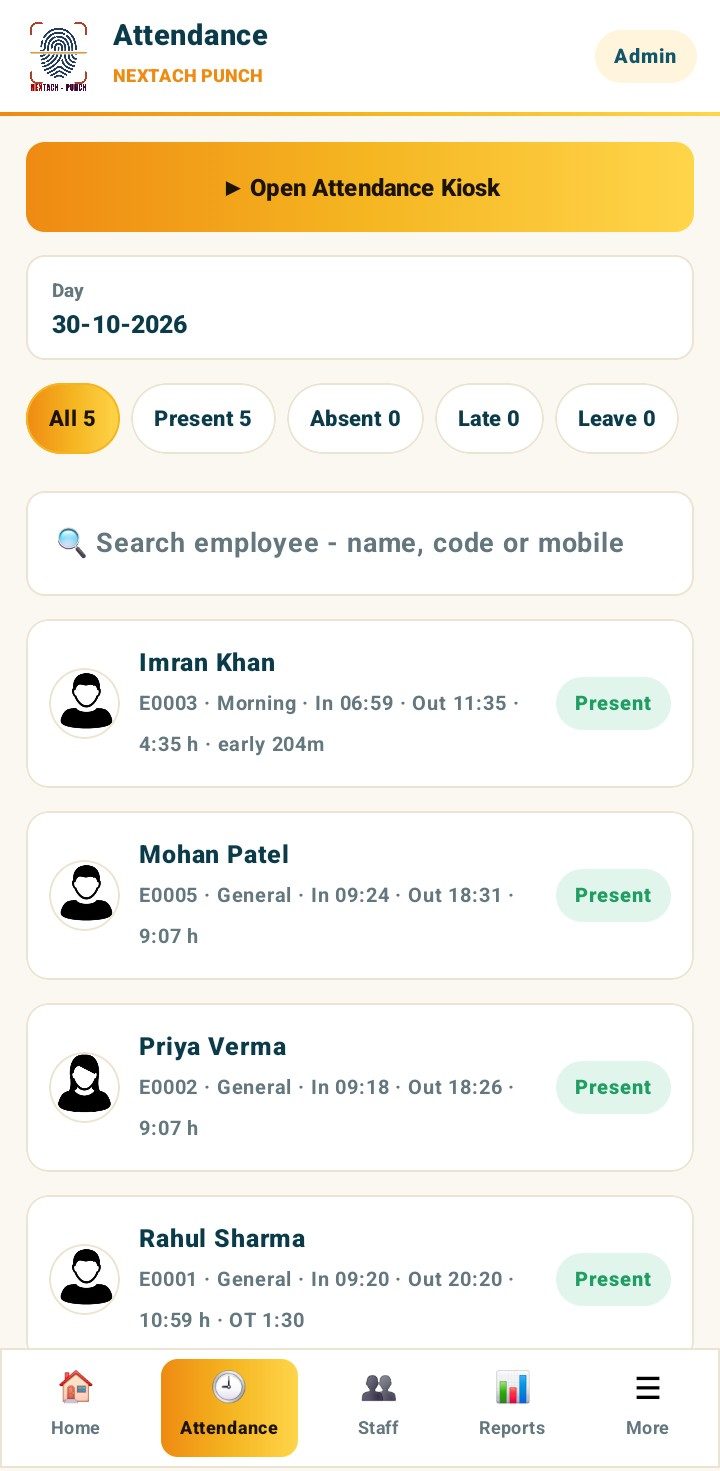 Attendance
NEXTACH PUNCH
NEXTACH - PUNCH
Admin
► Open Attendance Kiosk
Day
30-10-2026
All 5
Present 5
Absent 0
Late 0
Leave 0
Search employee - name, code or mobile
Imran Khan
E0003 · Morning · In 06:59 · Out 11:35 ·
4:35 h · early 204m
Present
Mohan Patel
E0005 · General · In 09:24 · Out 18:31 ·
9:07 h
Present
Priya Verma
E0002 · General · In 09:18 · Out 18:26 ·
9:07 h
Present
Rahul Sharma
E0001 · General · In 09:20 · Out 20:20 ·
10:59 h · OT 1:30
Present
Home
Attendance
Staff
Reports
More